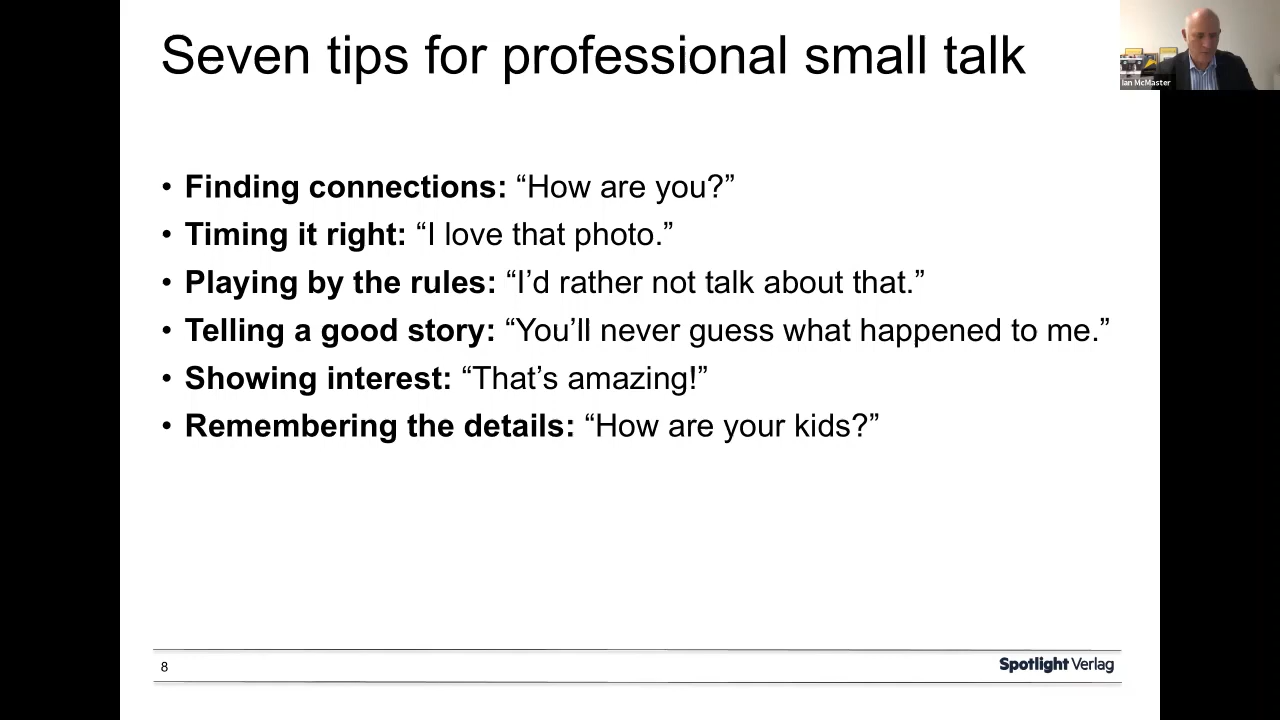 Seven tips for professional small talk
Ian McMaster
• Finding connections: “How are you?”
• Timing it right: “I love that photo.”
• Playing by the rules: “I’d rather not talk about that.”
• Telling a good story: “You’ll never guess what happened to me.”
• Showing interest: “That’s amazing!”
• Remembering the details: “How are your kids?”
8
Spotlight Verlag